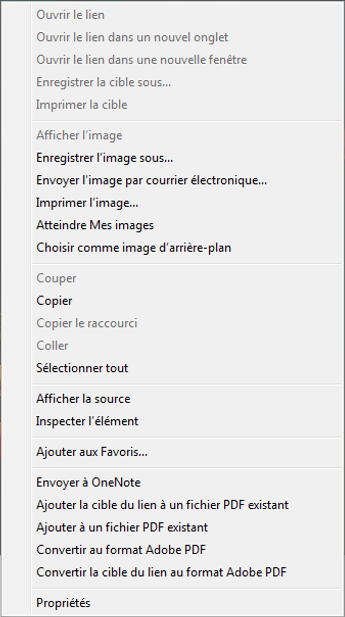 Ouvrir le lien
Ouvrir le lien dans un nouvel onglet
Ouvrir le lien dans une nouvelle fenêtre
Enregistrer la cible sous...
Imprimer la cible
Afficher l'image
Enregistrer l'image sous...
Envoyer l'image par courrier électronique...
Imprimer l'image...
Atteindre Mes images
Choisir comme image d'arrière-plan
Couper
Copier
Copier le raccourci
Coller
Sélectionner tout
Afficher la source
Inspecter l'élément
Ajouter aux Favoris...
Envoyer à OneNote
Ajouter la cible du lien à un fichier PDF existant
Ajouter à un fichier PDF existant
Convertir au format Adobe PDF
Convertir la cible du lien au format Adobe PDF
Propriétés